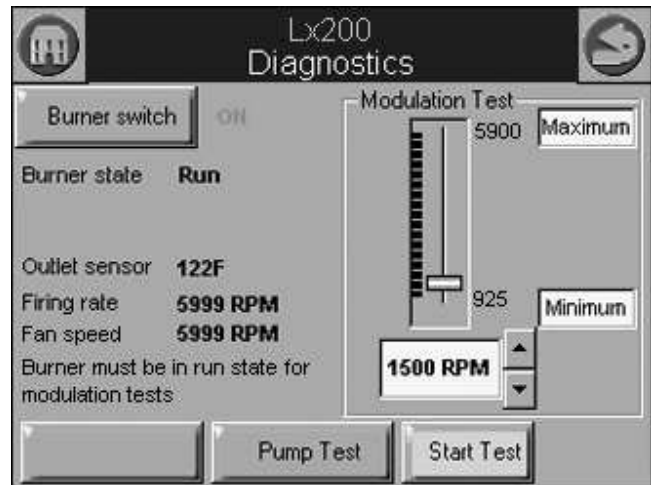 Lx200
Diagnostics
Burner switch ON
Burner state Run
Outlet sensor 122F
Firing rate 5999 RPM
Fan speed 5999 RPM
Burner must be in run state for
modulation tests
Modulation Test
5900 Maximum
925 Minimum
1500 RPM
Pump Test
Start Test